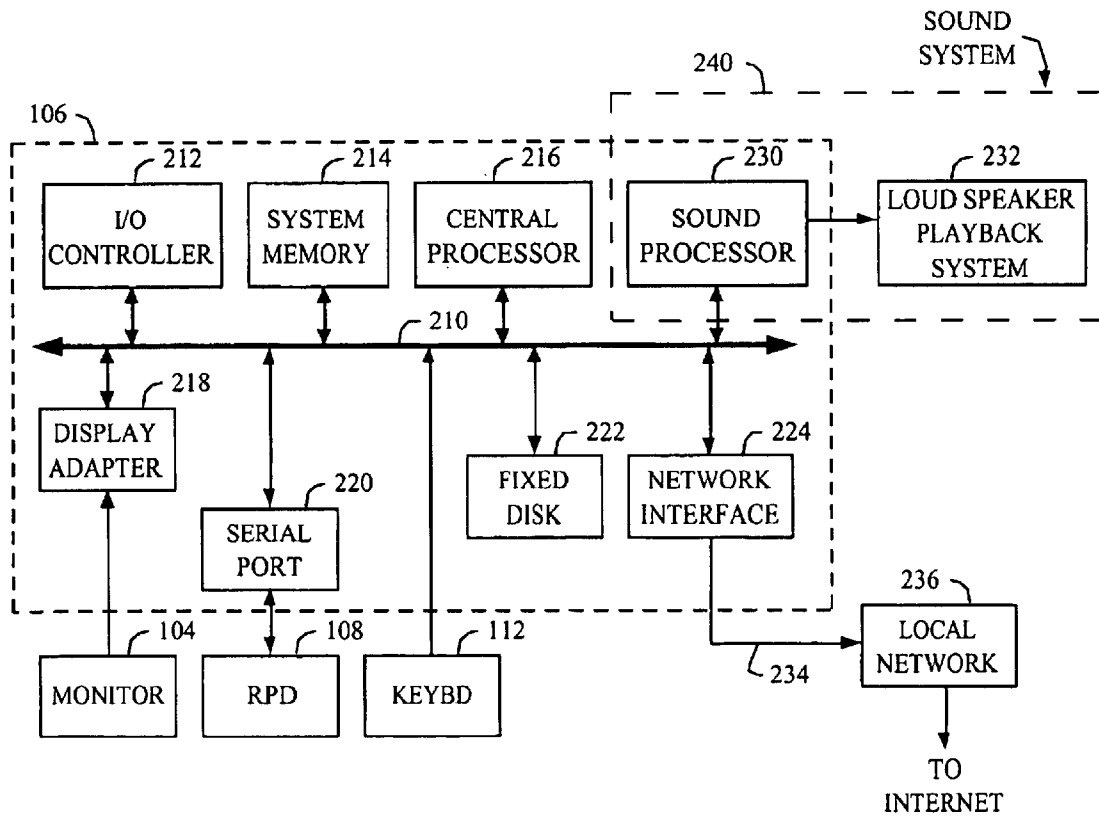 SOUND
SYSTEM
240
106
212
214
216
230
232
I/O
CONTROLLER
SYSTEM
MEMORY
CENTRAL
PROCESSOR
SOUND
PROCESSOR
LOUD SPEAKER
PLAYBACK
SYSTEM
210
218
DISPLAY
ADAPTER
220
SERIAL
PORT
222
FIXED
DISK
224
NETWORK
INTERFACE
104
MONITOR
108
RPD
112
KEYBD
234
236
LOCAL
NETWORK
TO
INTERNET